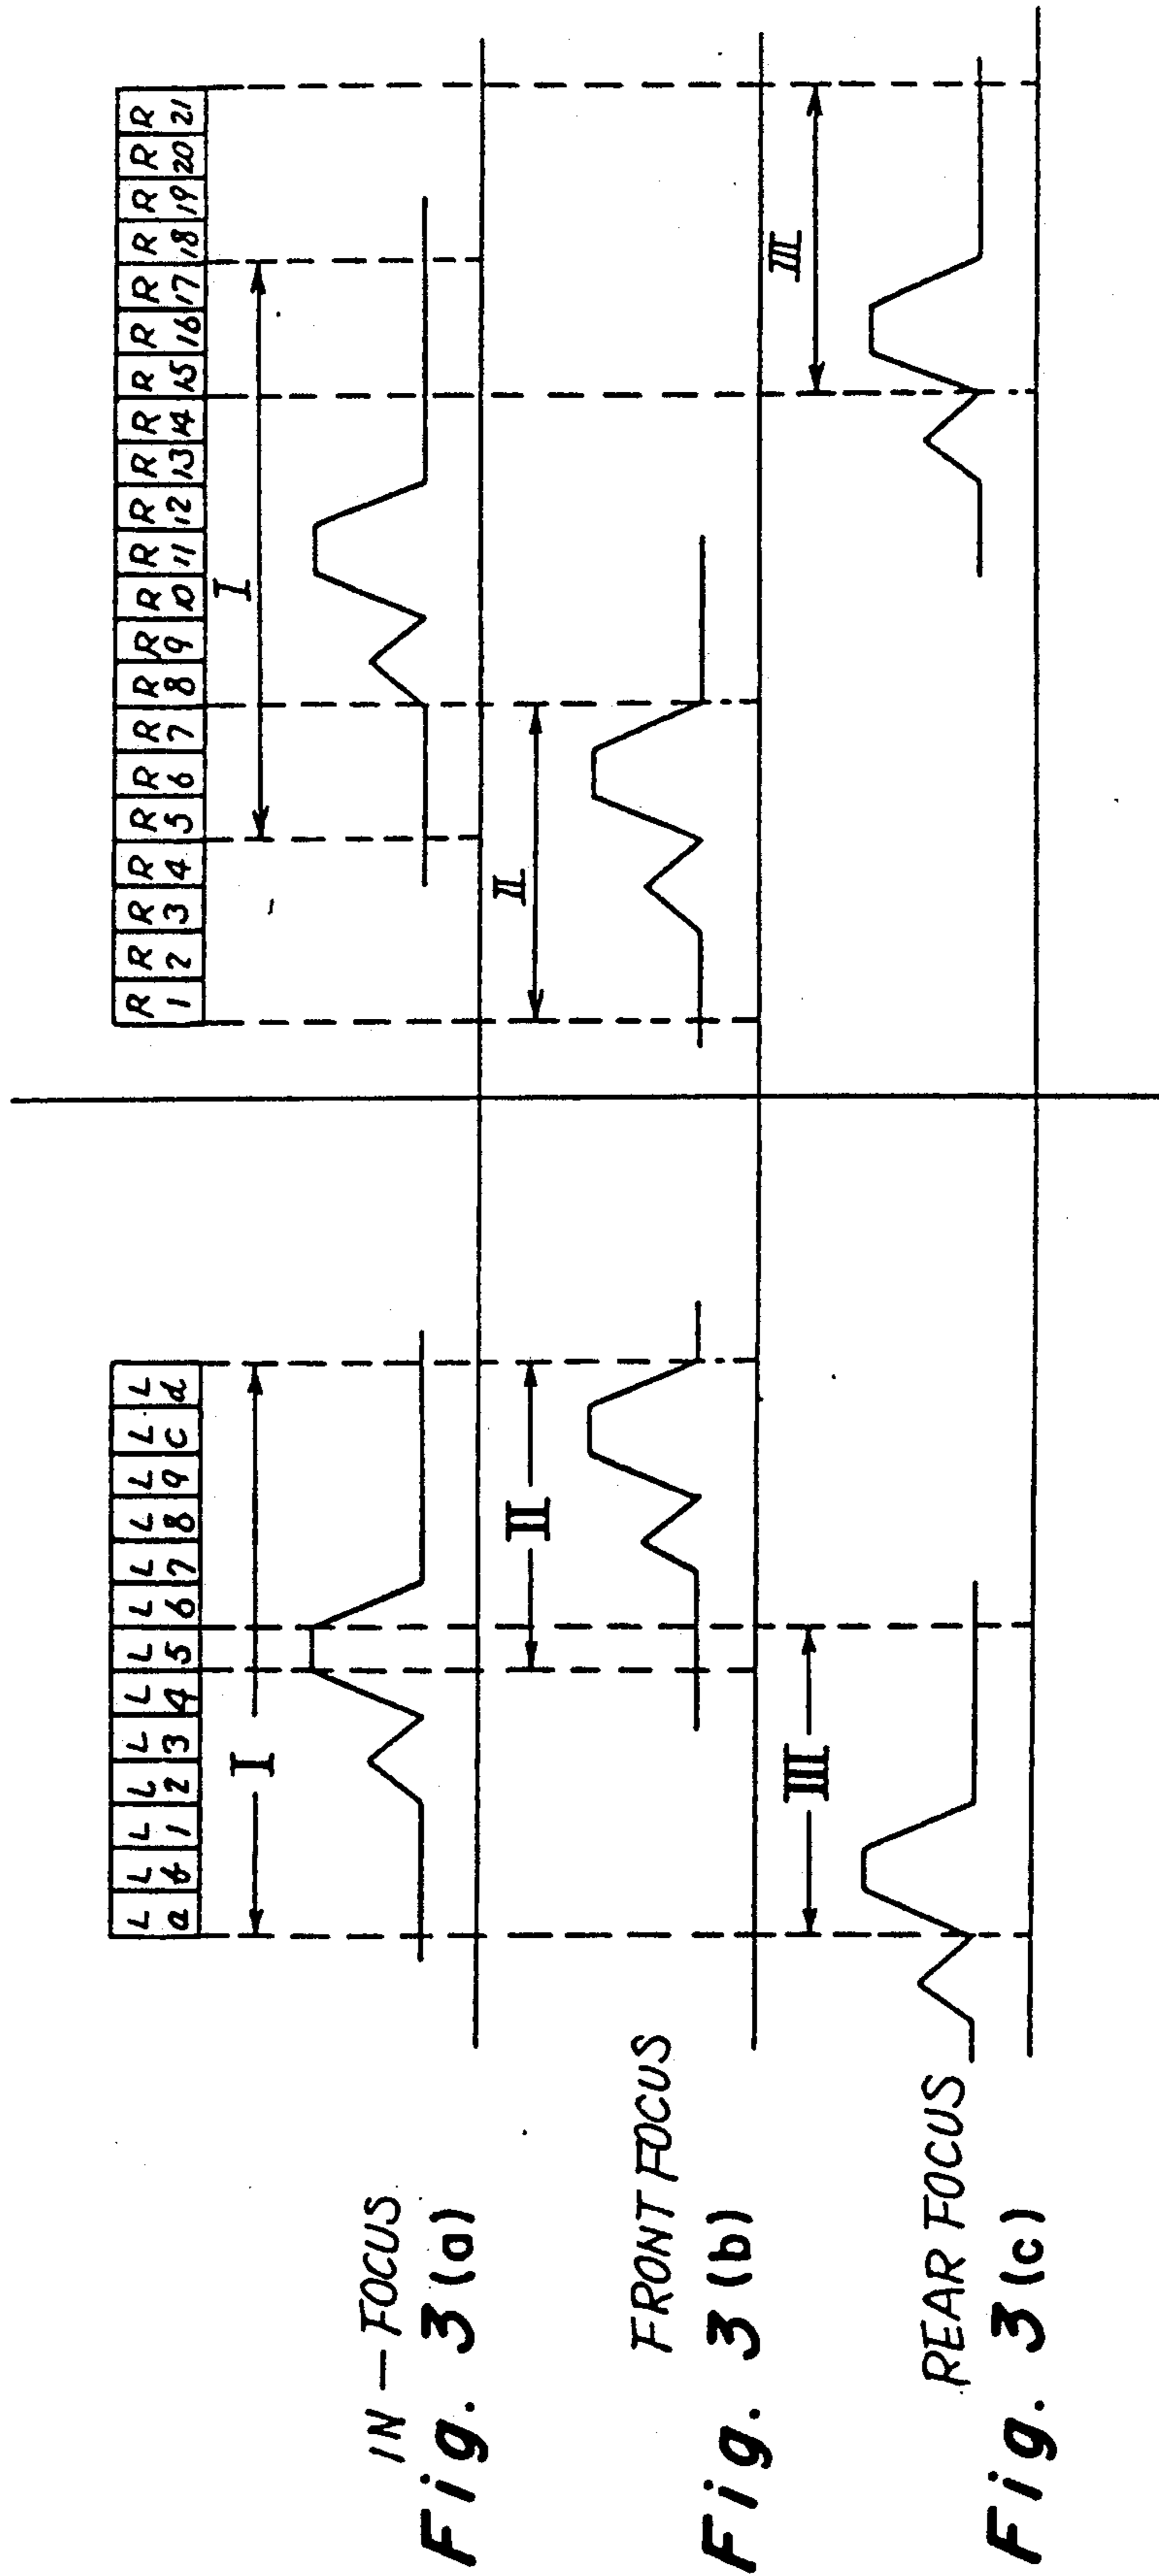 L L L L L L L L L L L L L
a b 1 2 3 4 5 6 7 8 9 c d
R R R R R R R R R R R R R R R R R R R R R
1 2 3 4 5 6 7 8 9 10 11 12 13 14 15 16 17 18 19 20 21
I
I
IN-FOCUS
Fig. 3(a)
II
II
FRONT FOCUS
Fig. 3(b)
III
III
REAR FOCUS
Fig. 3(c)